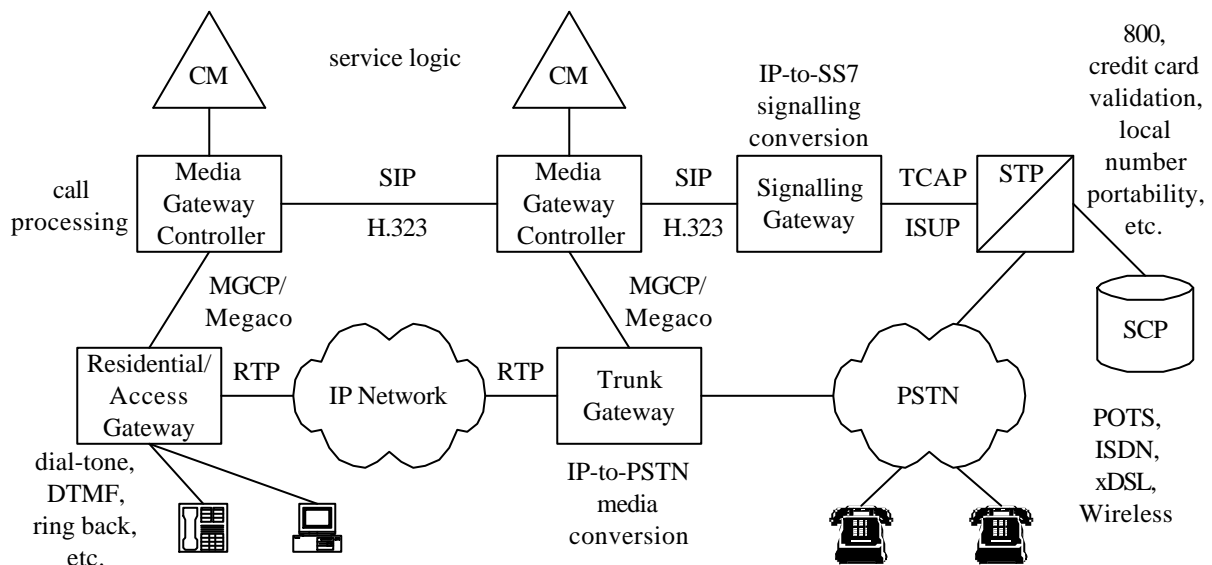 CM
service logic
CM
IP-to-SS7
signalling
conversion
800,
credit card
validation,
local
number
portability,
etc.
call
processing
Media
Gateway
Controller
SIP
H.323
Media
Gateway
Controller
SIP
H.323
Signalling
Gateway
TCAP
ISUP
STP
MGCP/
Megaco
MGCP/
Megaco
SCP
Residential/
Access
Gateway
RTP
IP Network
RTP
Trunk
Gateway
PSTN
dial-tone,
DTMF,
ring back,
etc.
IP-to-PSTN
media
conversion
POTS,
ISDN,
xDSL,
Wireless